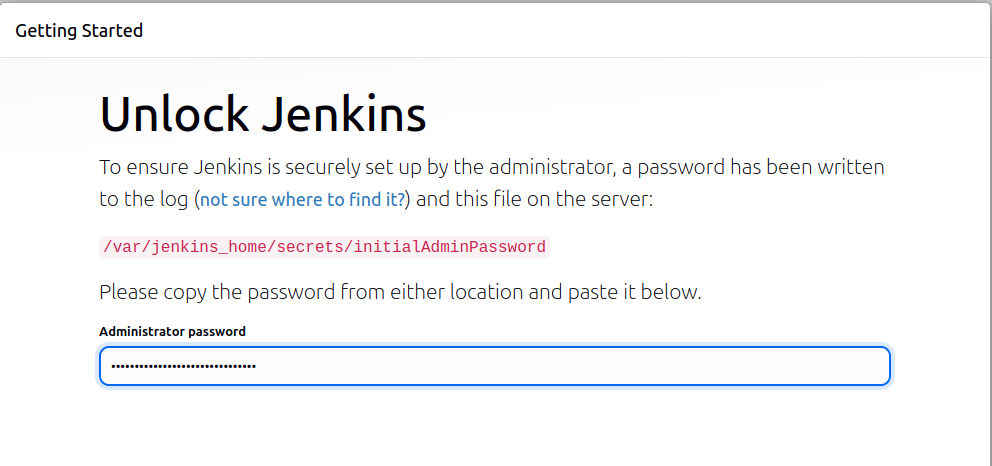 Getting Started
Unlock Jenkins
To ensure Jenkins is securely set up by the administrator, a password has been written
to the log (not sure where to find it?) and this file on the server:
/var/jenkins_home/secrets/initialAdminPassword
Please copy the password from either location and paste it below.
Administrator password
••••••••••••••••••••••••••••••••